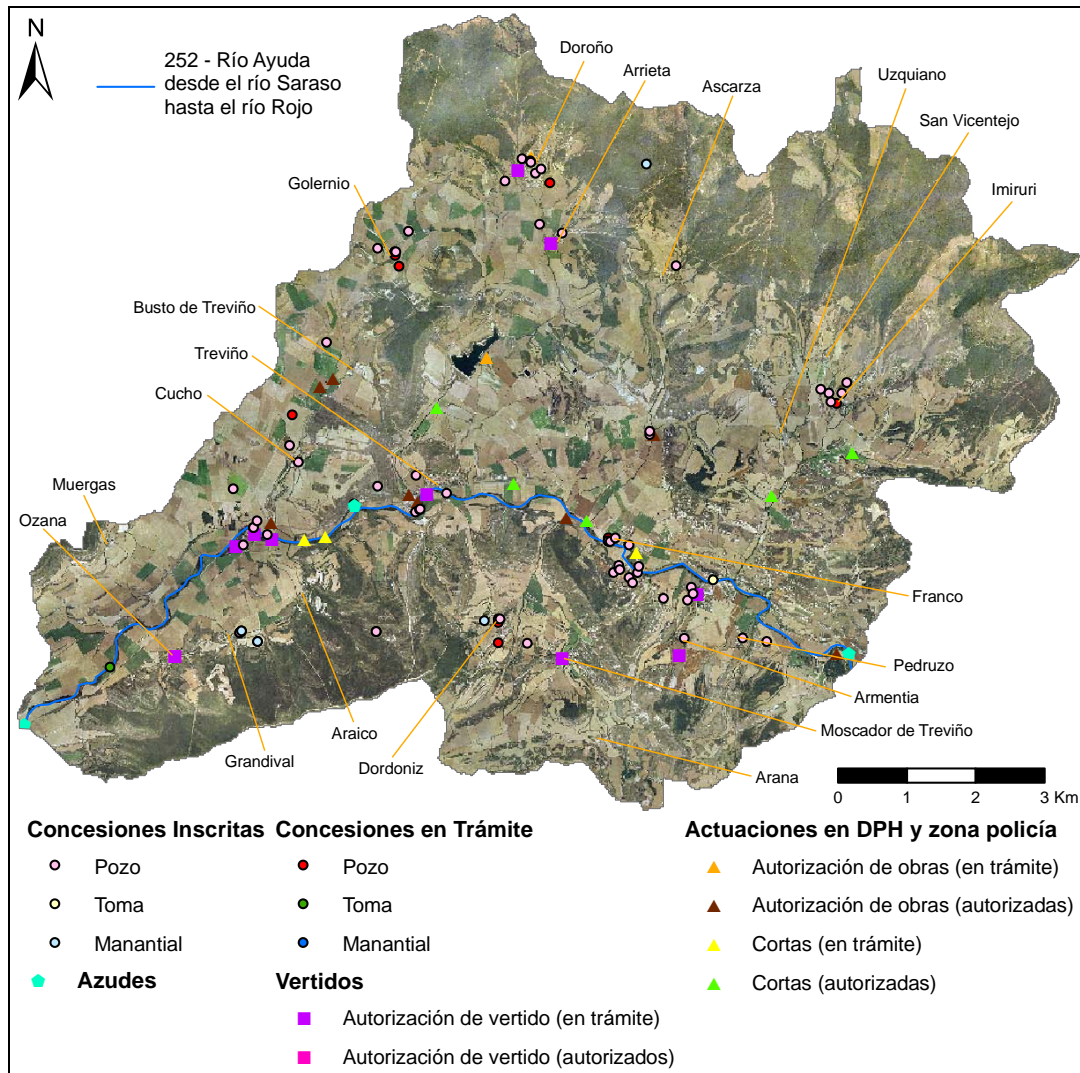 N
252 - Río Ayuda
desde el río Saraso
hasta el río Rojo
Doroño
Arrieta
Ascarza
Uzquiano
San Vicentejo
Imiruri
Golernio
Busto de Treviño
Treviño
Cucho
Muergas
Ozana
Franco
Pedruzo
Armentia
Moscador de Treviño
Arana
Araico
Grandival
Dordoniz
0 1 2 3 Km
Concesiones Inscritas
Pozo
Toma
Manantial
Azudes
Concesiones en Trámite
Pozo
Toma
Manantial
Vertidos
Autorización de vertido (en trámite)
Autorización de vertido (autorizados)
Actuaciones en DPH y zona policía
Autorización de obras (en trámite)
Autorización de obras (autorizadas)
Cortas (en trámite)
Cortas (autorizadas)